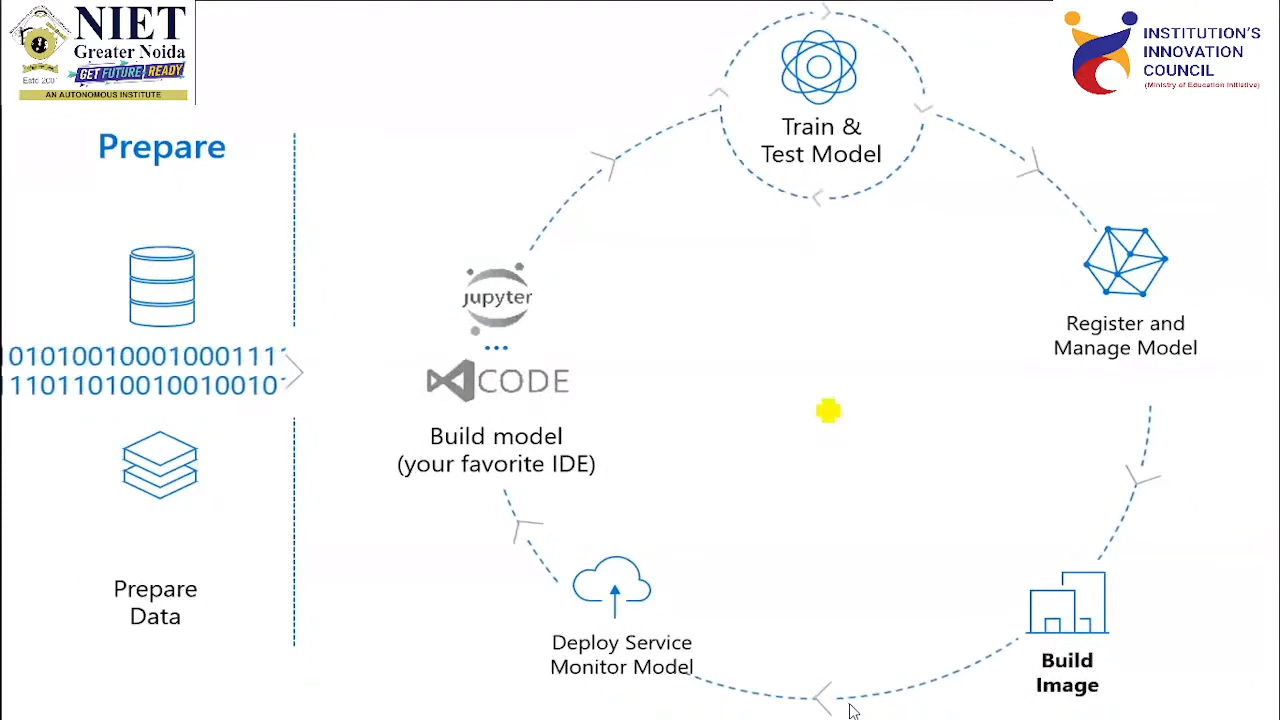 NIET
Greater Noida
GET FUTURE READY
AN AUTONOMOUS INSTITUTE
INSTITUTION'S
INNOVATION
COUNCIL
(Ministry of Education Initiative)
Prepare
01010010001000111
11011010010010010
Prepare
Data
jupyter
CODE
Build model
(your favorite IDE)
Train &
Test Model
Register and
Manage Model
Build
Image
Deploy Service
Monitor Model